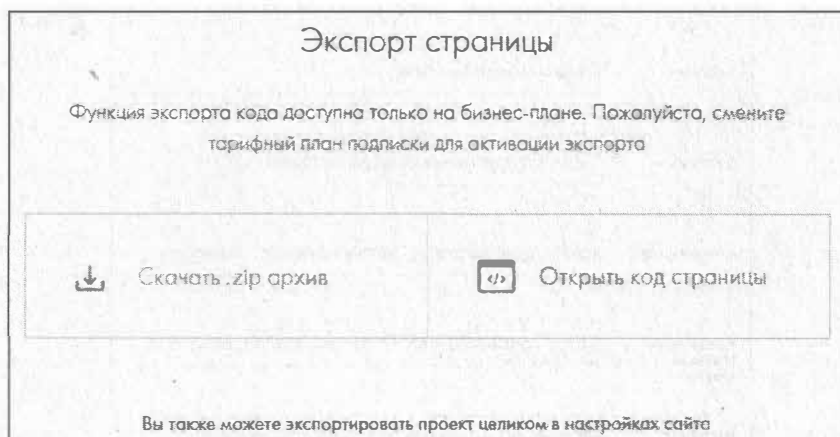 Экспорт страницы
Функция экспорта кода доступна только на бизнес-плане. Пожалуйста, смените
тарифный план подписки для активации экспорта
Скачать .zip архив
</> Открыть код страницы
Вы также можете экспортировать проект целиком в настройках сайта